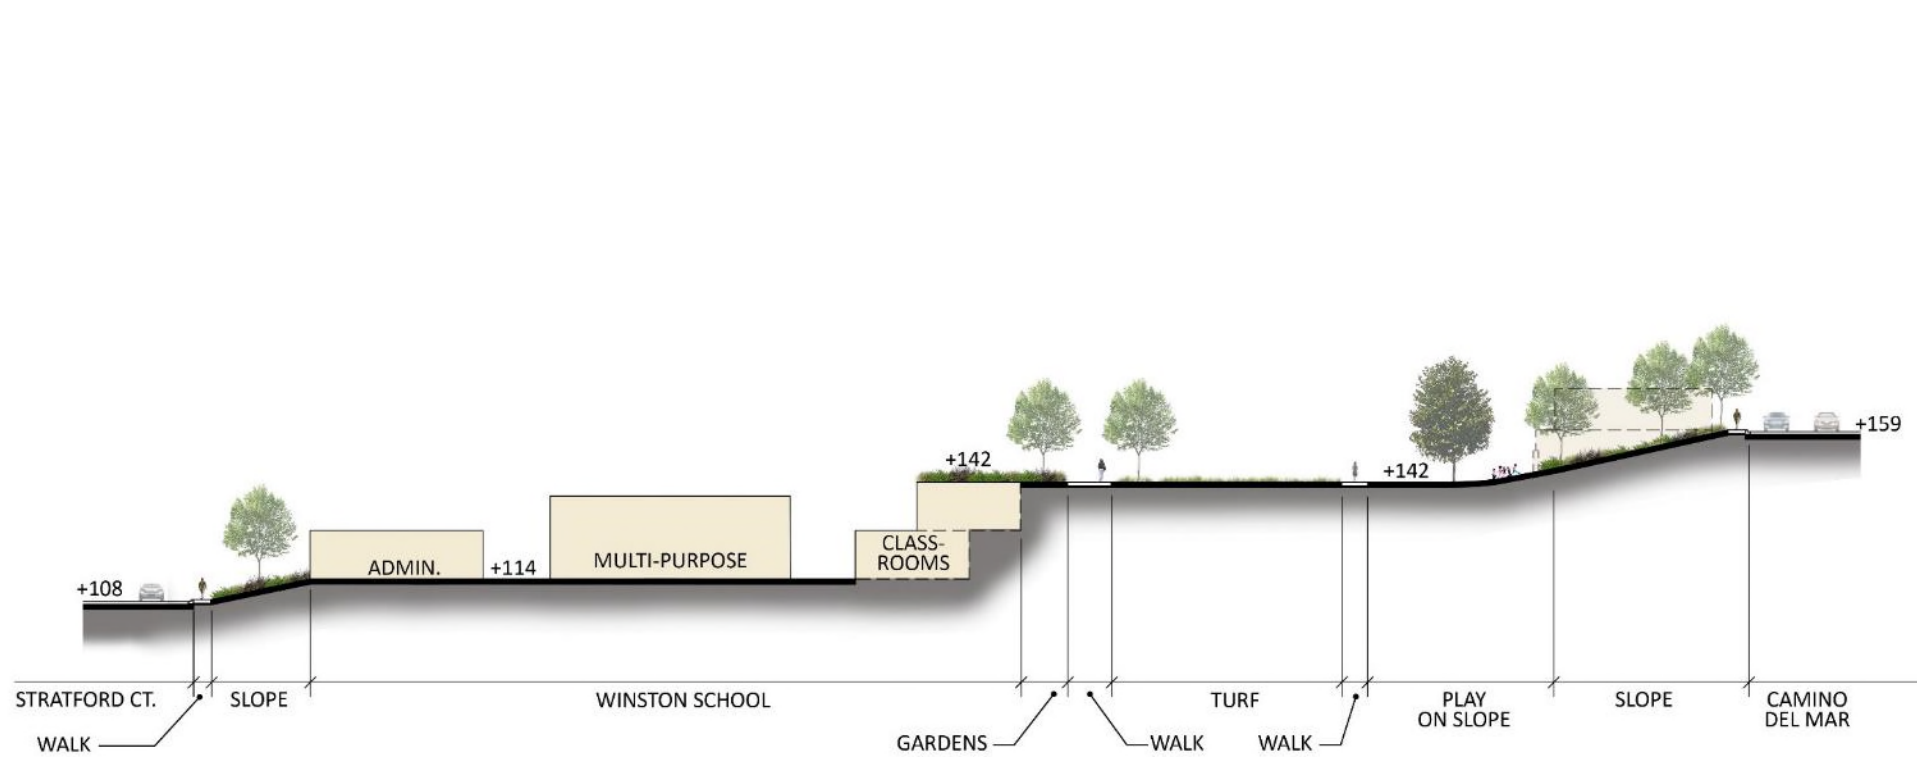 +159
+142
+142
CLASS-
ROOMS
ADMIN.
+114
MULTI-PURPOSE
+108
STRATFORD CT.
SLOPE
WINSTON SCHOOL
TURF
PLAY
ON SLOPE
SLOPE
CAMINO
DEL MAR
WALK
GARDENS
WALK
WALK